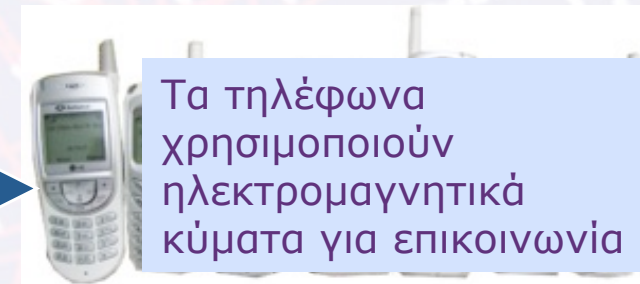 Τα τηλέφωνα
χρησιμοποιούν
ηλεκτρομαγνητικά
κύματα για επικοινωνία